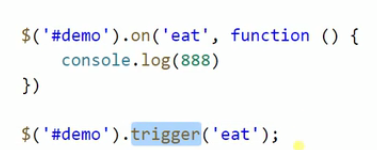 $('#demo').on('eat', function () {
    console.log(888)
})
$('#demo').trigger('eat');